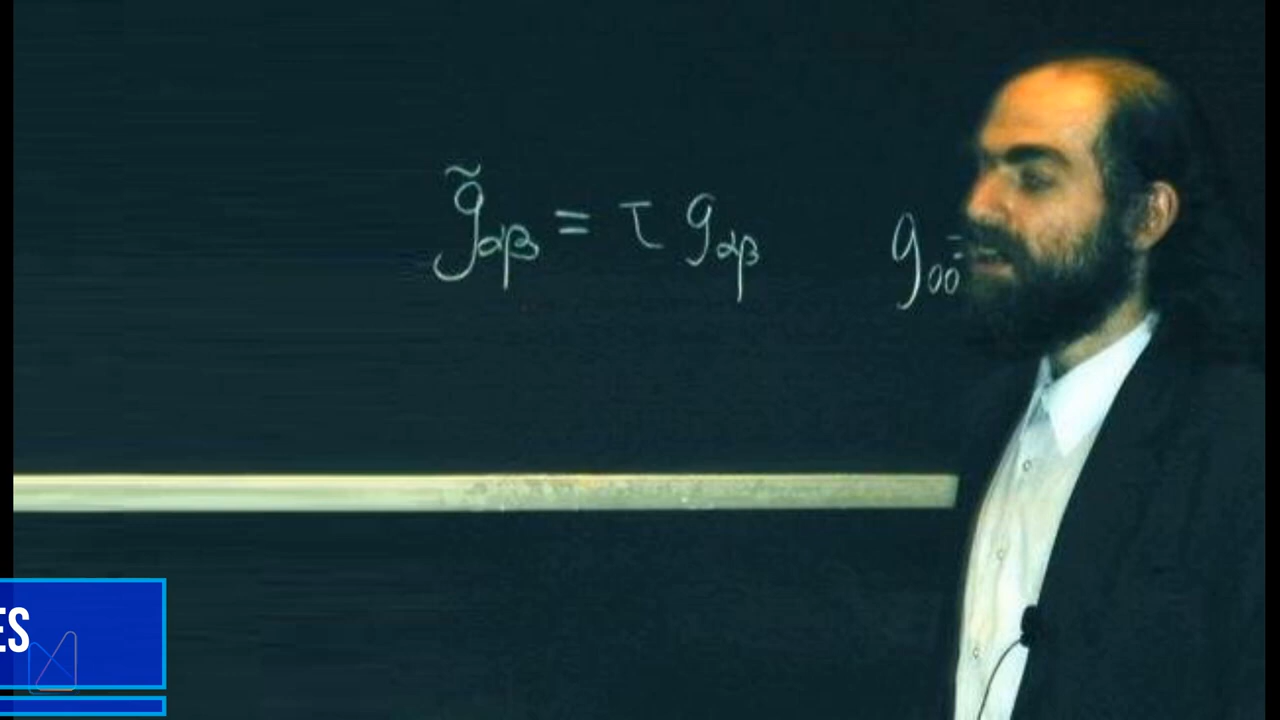 g̃αβ = τ gαβ g₀₀ =
ES